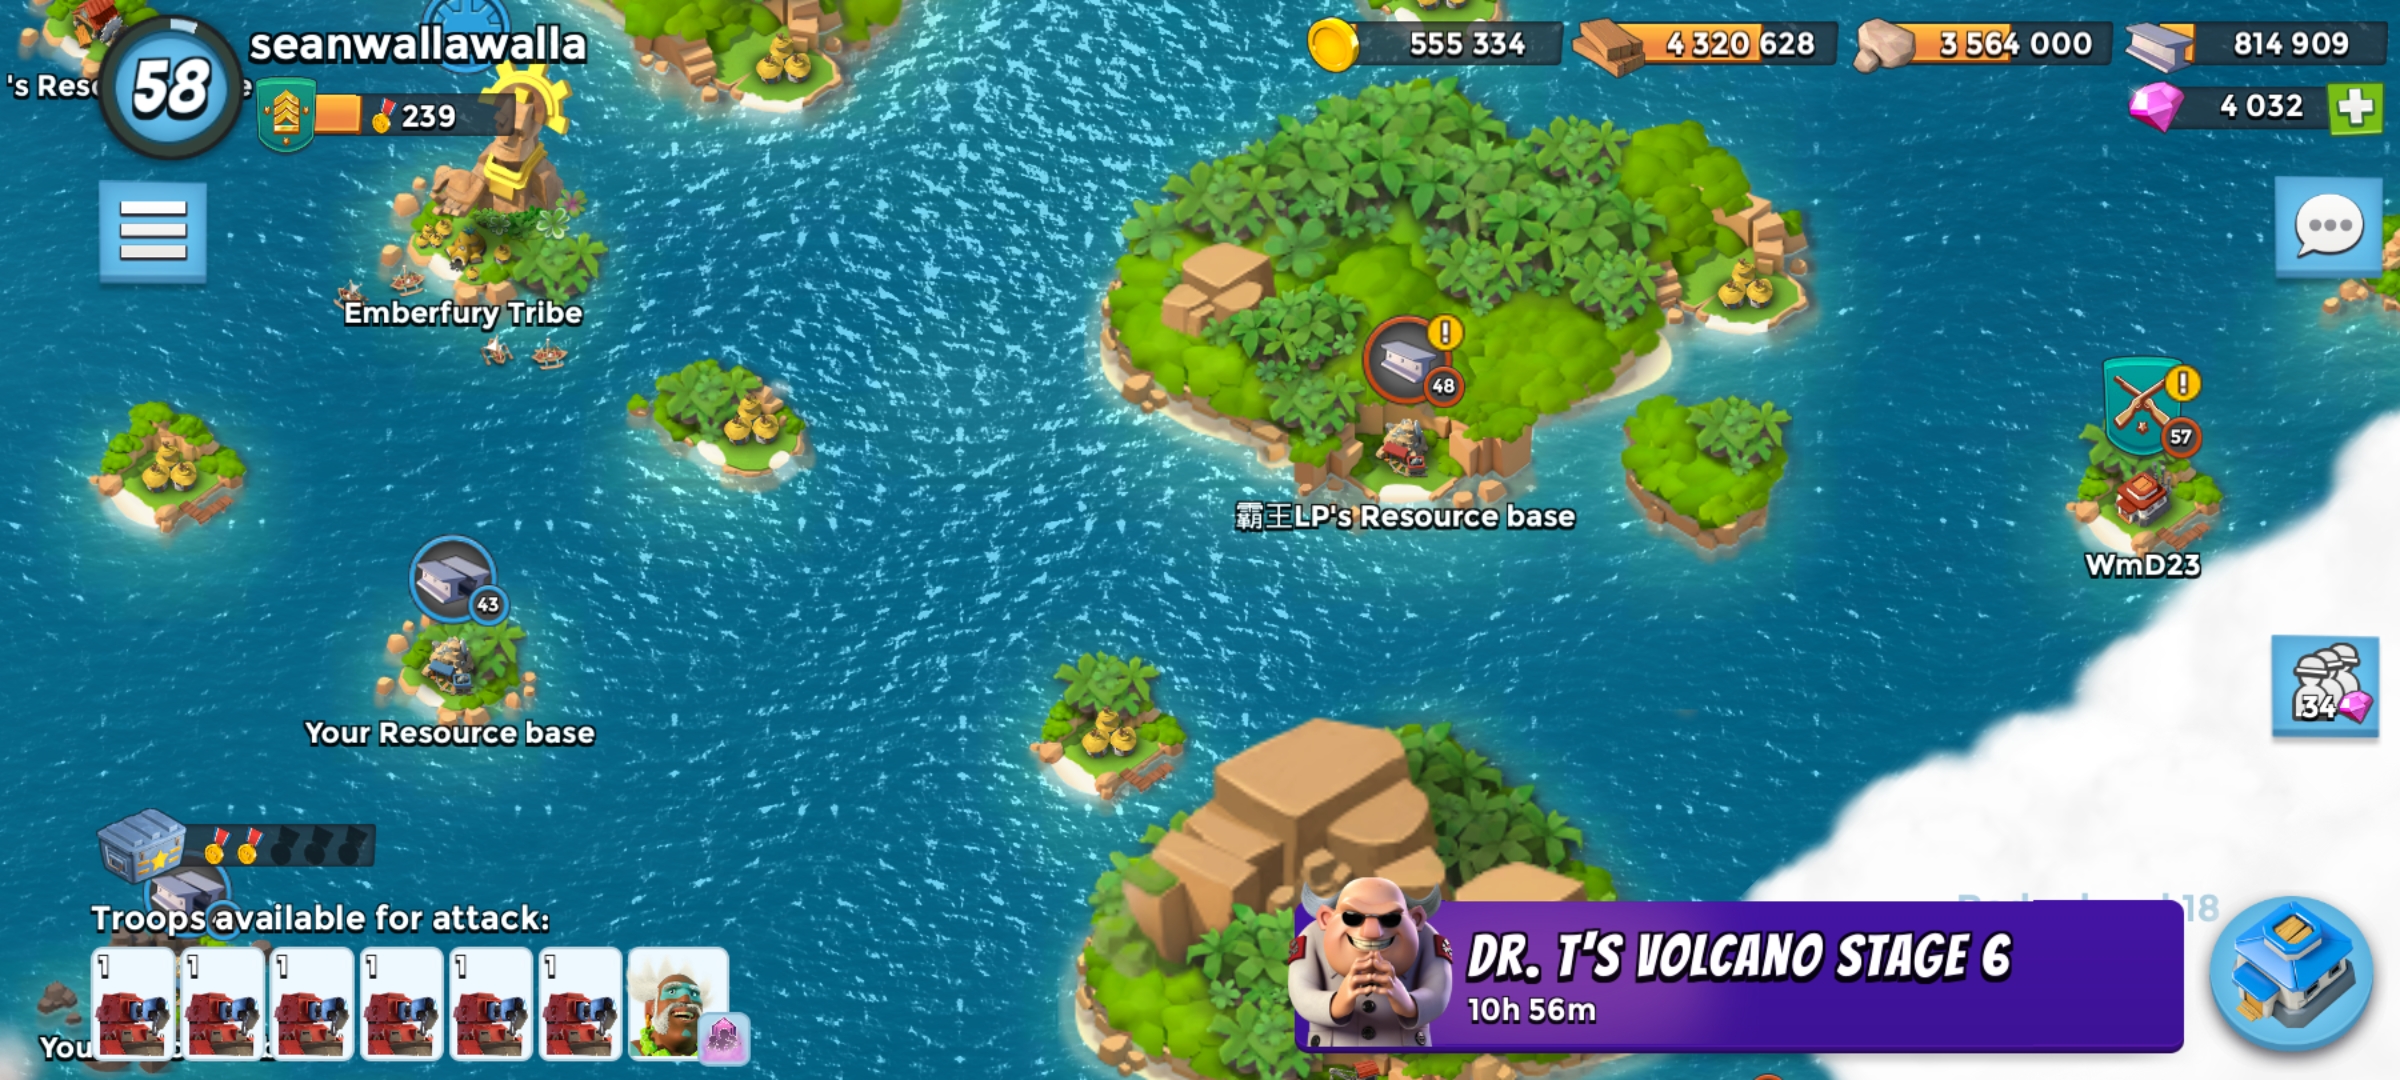 58
seanwallawalla
239
555 334
4 320 628
3 564 000
814 909
4 032
's Res
e
Emberfury Tribe
48
霸王LP's Resource base
57
WmD23
43
Your Resource base
34
18
Troops available for attack:
1 1 1 1 1 1
DR. T'S VOLCANO STAGE 6
10h 56m
You